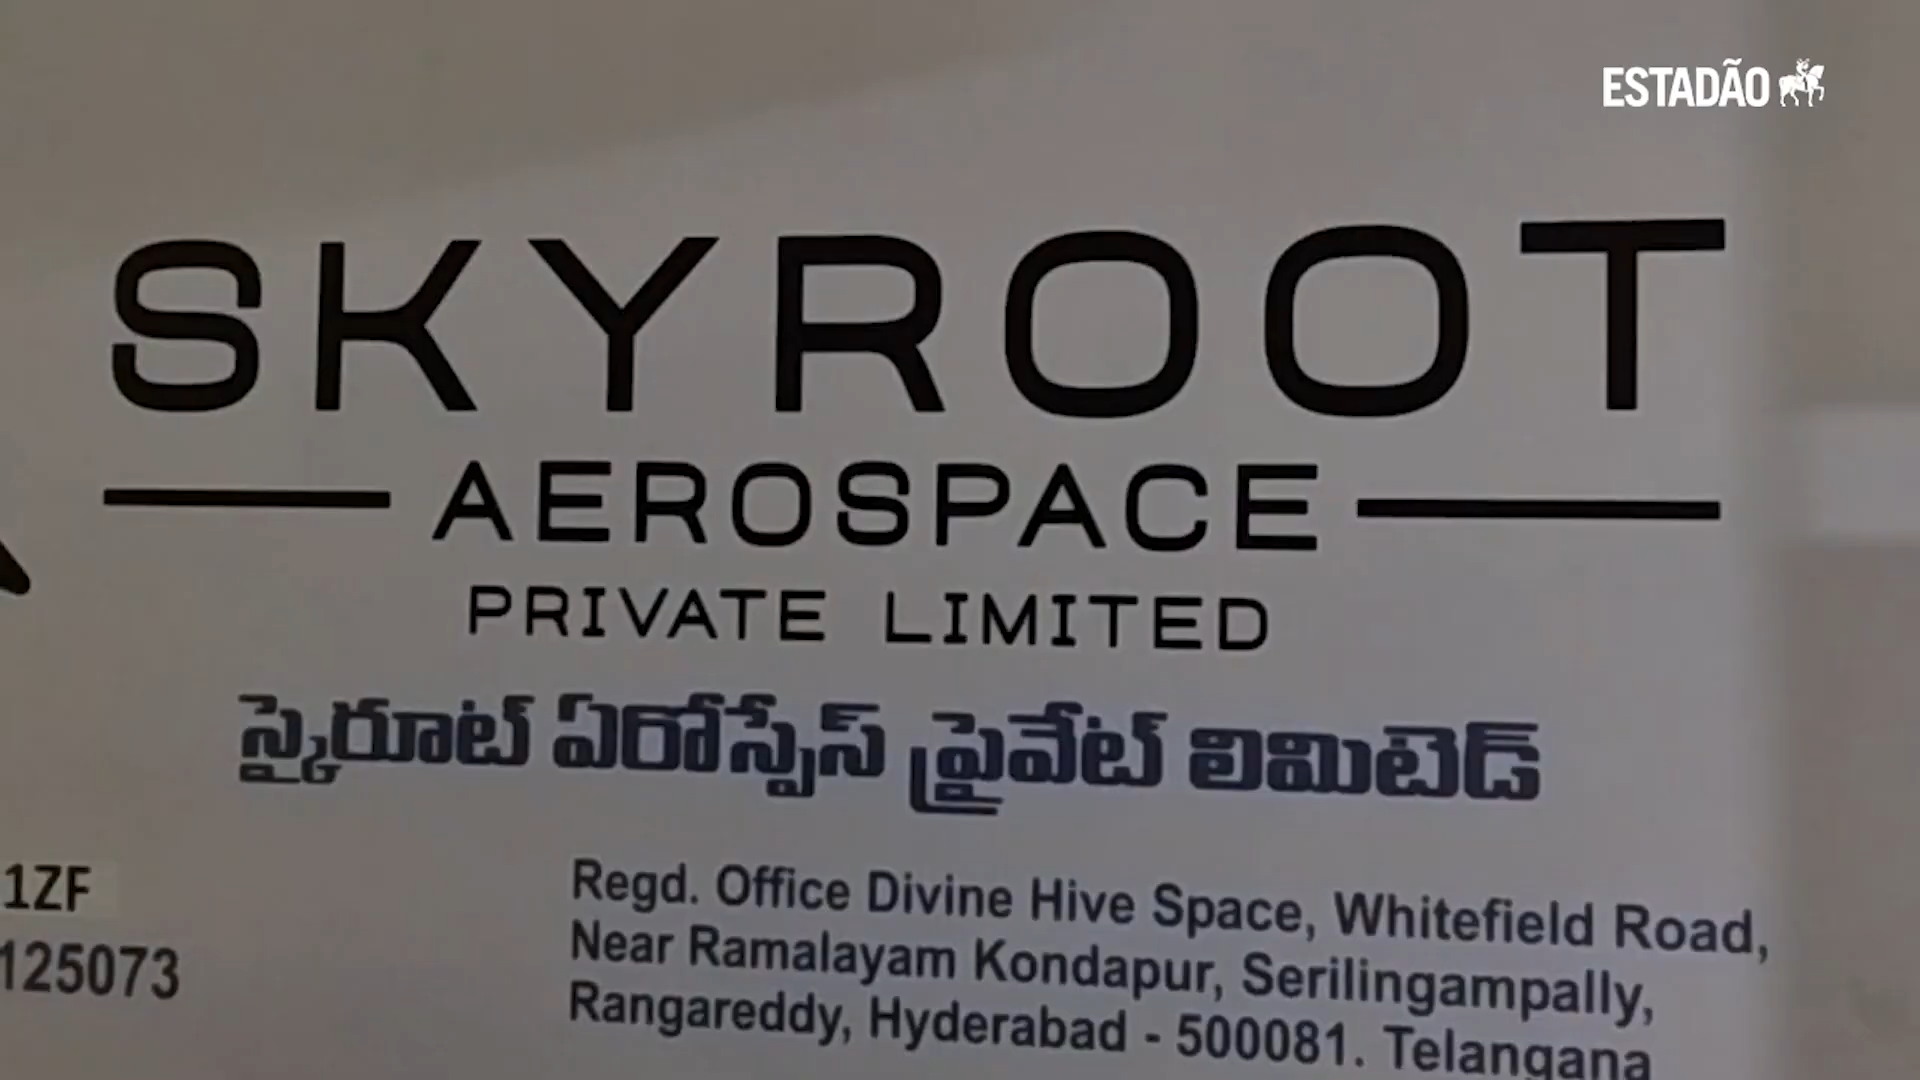 ESTADÃO
SKYROOT
AEROSPACE
PRIVATE LIMITED
స్కైరూట్ ఏరోస్పేస్ ప్రైవేట్ లిమిటెడ్
1ZF
125073
Regd. Office Divine Hive Space, Whitefield Road,
Near Ramalayam Kondapur, Serilingampally,
Rangareddy, Hyderabad - 500081. Telangana